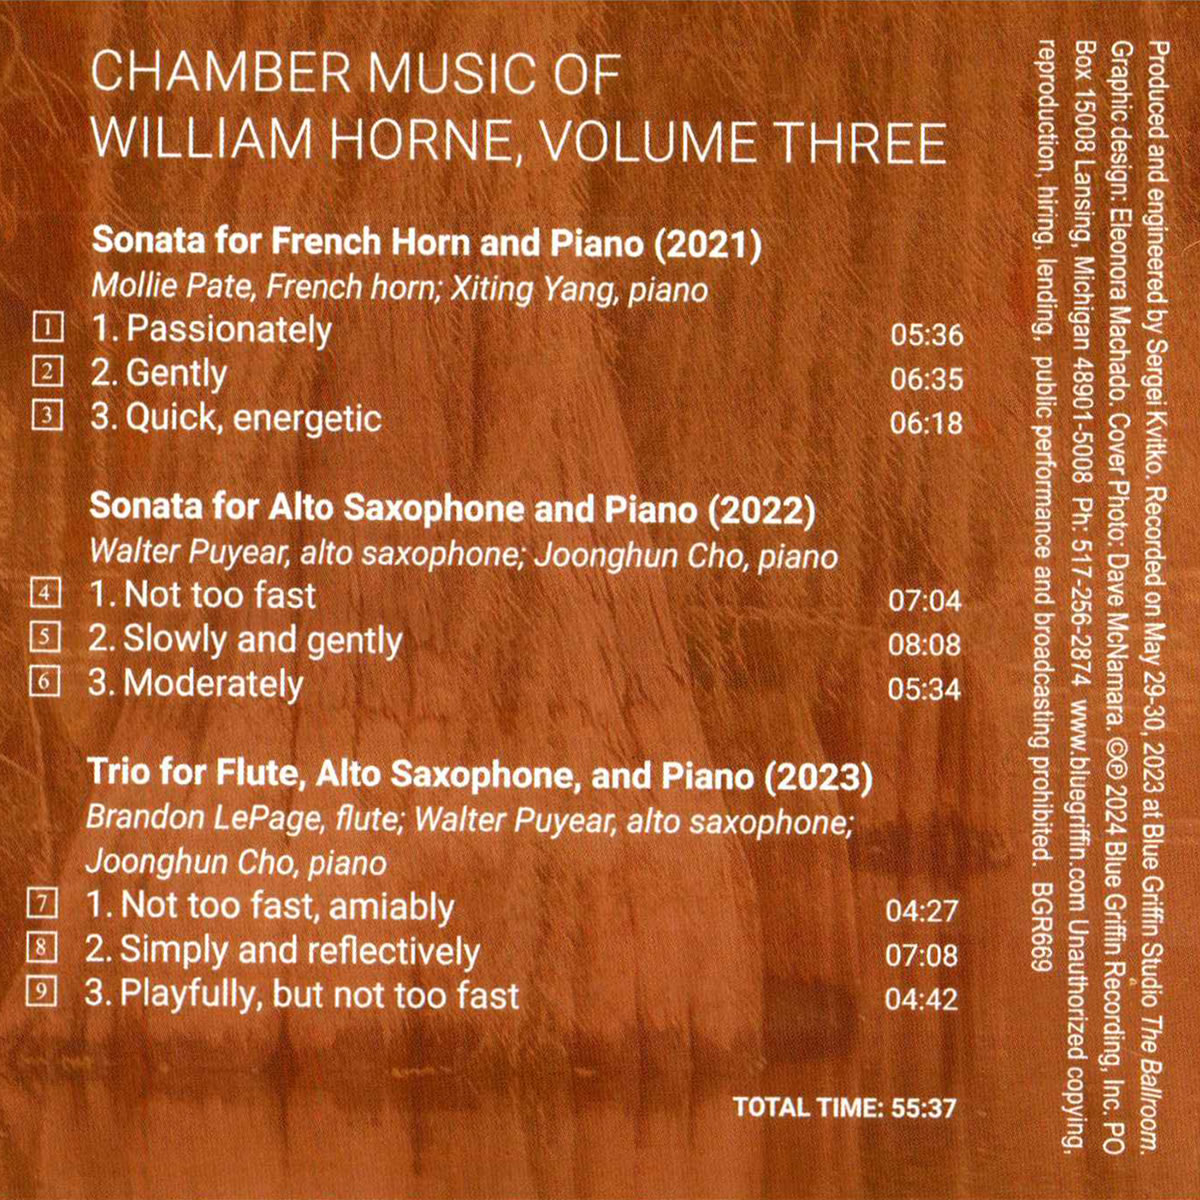 CHAMBER MUSIC OF
WILLIAM HORNE, VOLUME THREE
Sonata for French Horn and Piano (2021)
Mollie Pate, French horn; Xiting Yang, piano
1 1. Passionately 05:36
2 2. Gently 06:35
3 3. Quick, energetic 06:18
Sonata for Alto Saxophone and Piano (2022)
Walter Puyear, alto saxophone; Joonghun Cho, piano
4 1. Not too fast 07:04
5 2. Slowly and gently 08:08
6 3. Moderately 05:34
Trio for Flute, Alto Saxophone, and Piano (2023)
Brandon LePage, flute; Walter Puyear, alto saxophone;
Joonghun Cho, piano
7 1. Not too fast, amiably 04:27
8 2. Simply and reflectively 07:08
9 3. Playfully, but not too fast 04:42
TOTAL TIME: 55:37
Produced and engineered by Sergei Kvitko. Recorded on May 29-30, 2023 at Blue Griffin Studio The Ballroom.
Graphic design: Eleonora Machado. Cover Photo: Dave McNamara. ©℗ 2024 Blue Griffin Recording, Inc. PO
Box 15008 Lansing, Michigan 48901-5008 Ph: 517-256-2874 www.bluegriffin.com Unauthorized copying,
reproduction, hiring, lending, public performance and broadcasting prohibited. BGR669